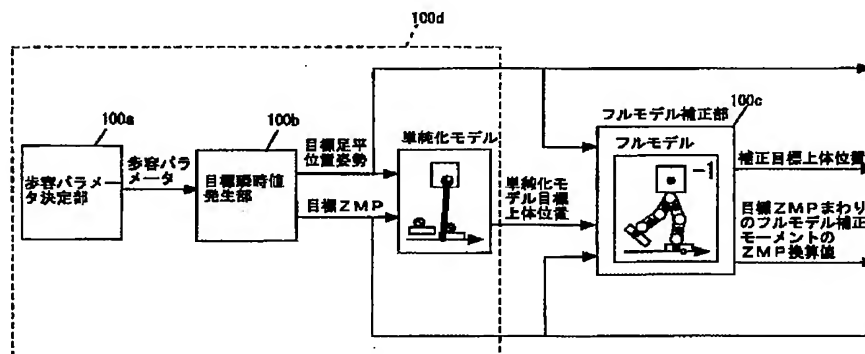 100d
100a
歩容パラメー
タ決定部
歩容パラ
メータ
100b
目標瞬時値
発生部
目標足平
位置姿勢
目標ZMP
単純化モデル
単純化モ
デル目標
上体位置
100c
フルモデル補正部
フルモデル
-1
補正目標上体位置
目標ZMPまわり
のフルモデル補正
モーメントの
ZMP換算値